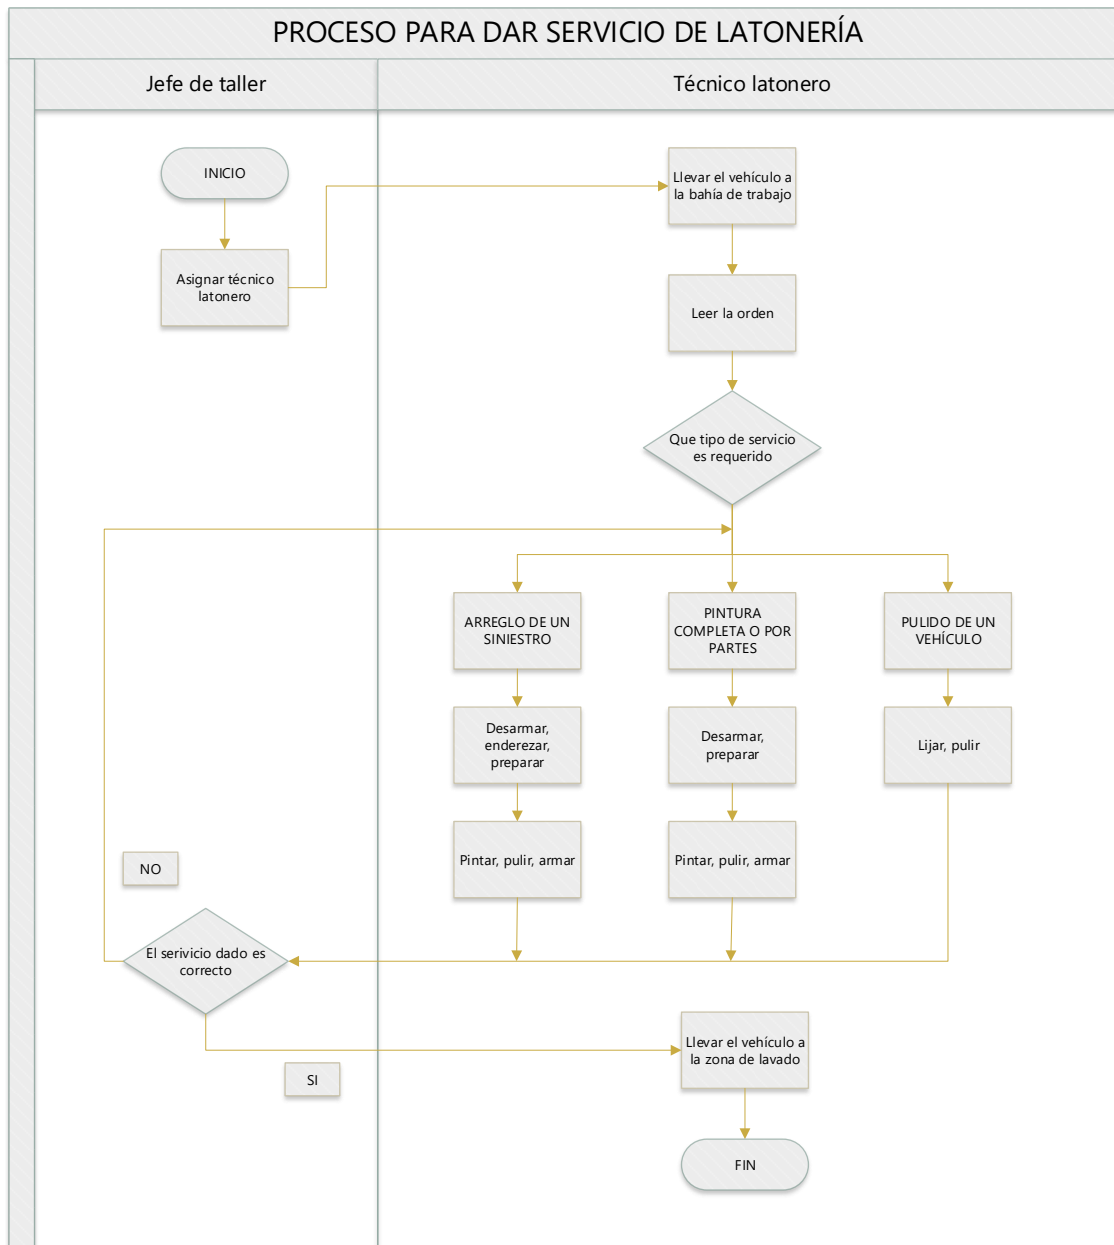 PROCESO PARA DAR SERVICIO DE LATONERÍA
Jefe de taller
Técnico latonero
INICIO
Llevar el vehículo a
la bahía de trabajo
Asignar técnico
latonero
Leer la orden
Que tipo de servicio
es requerido
ARREGLO DE UN
SINIESTRO
PINTURA
COMPLETA O POR
PARTES
PULIDO DE UN
VEHÍCULO
Desarmar,
enderezar,
preparar
Desarmar,
preparar
Lijar, pulir
Pintar, pulir, armar
Pintar, pulir, armar
NO
El serivicio dado es
correcto
Llevar el vehículo a
la zona de lavado
SI
FIN